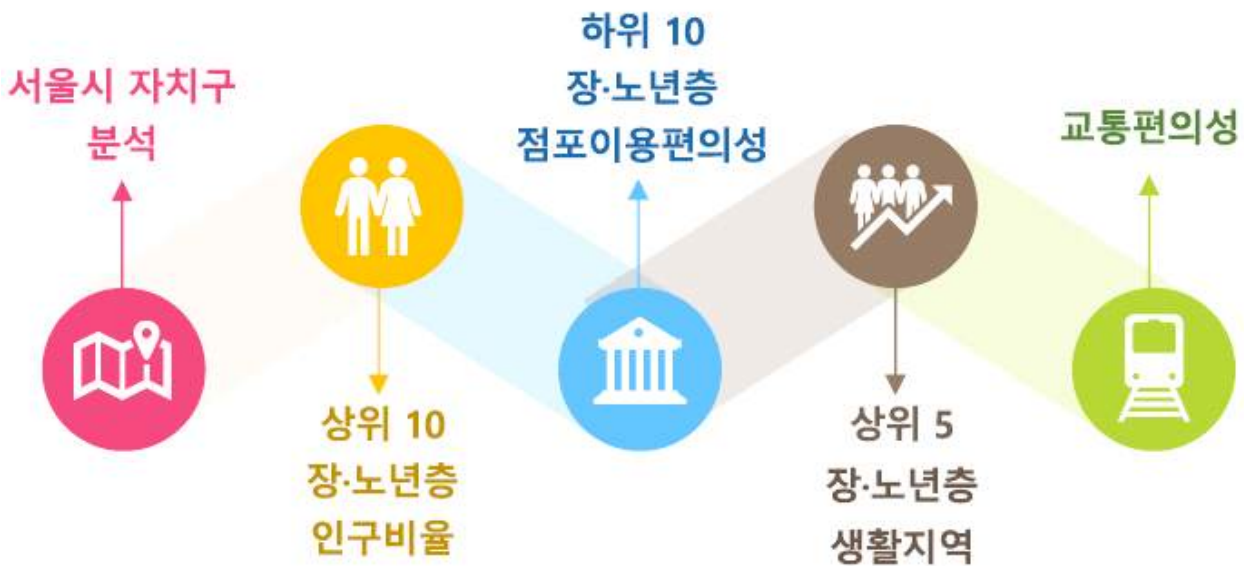 서울시 자치구
분석
상위 10
장·노년층
인구비율
하위 10
장·노년층
점포이용편의성
상위 5
장·노년층
생활지역
교통편의성